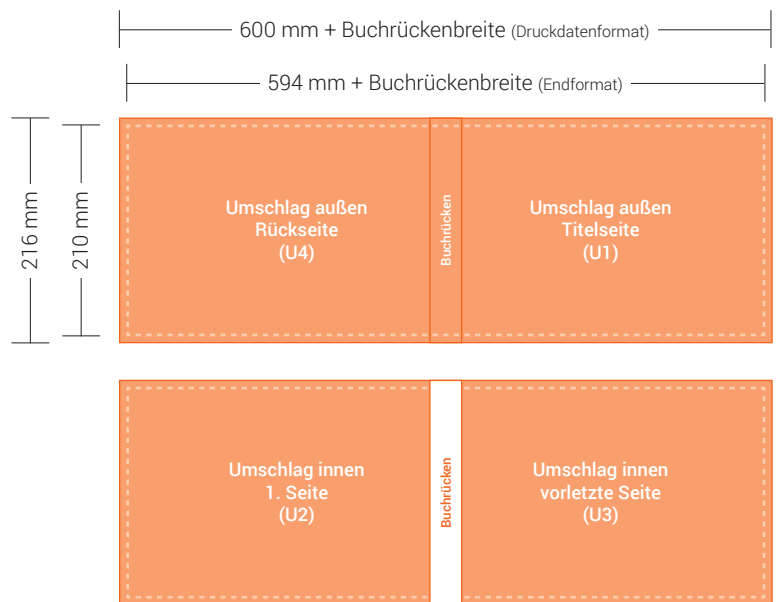 600 mm + Buchrückenbreite (Druckdatenformat)
594 mm + Buchrückenbreite (Endformat)
216 mm
210 mm
Umschlag außen
Rückseite
(U4)
Buchrücken
Umschlag außen
Titelseite
(U1)
Umschlag innen
1. Seite
(U2)
Buchrücken
Umschlag innen
vorletzte Seite
(U3)